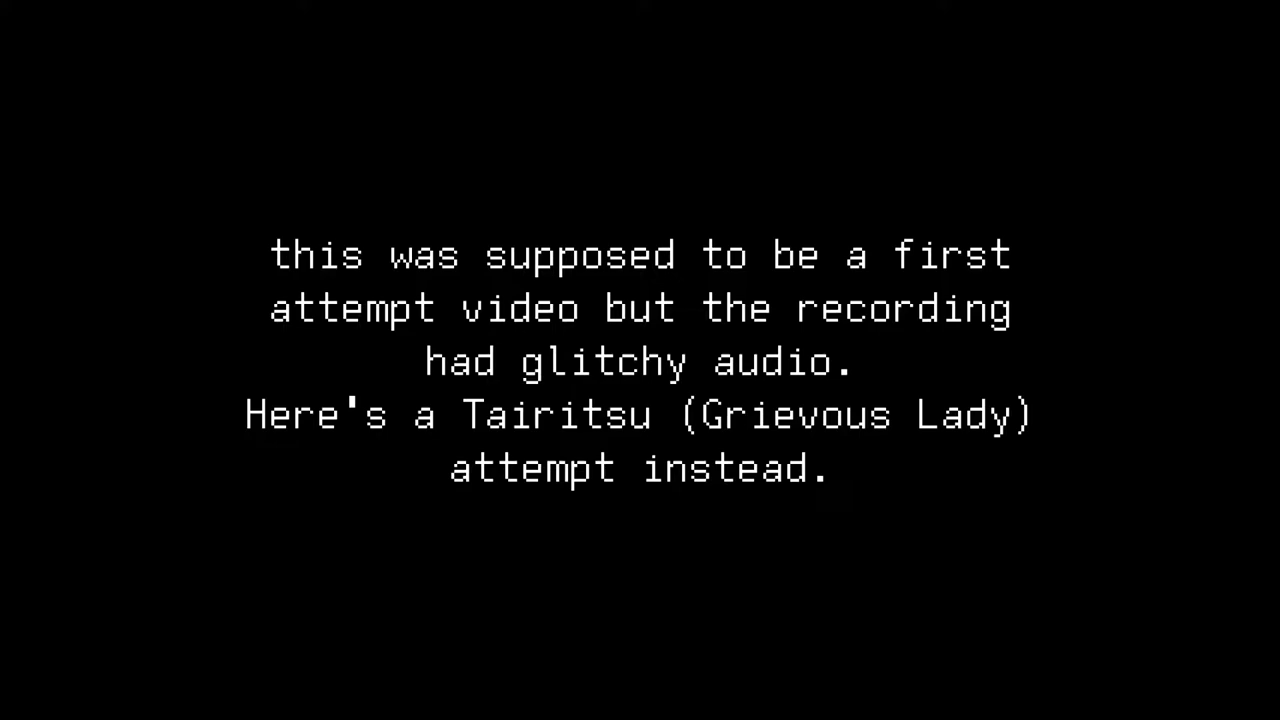 this was supposed to be a first
attempt video but the recording
had glitchy audio.
Here's a Tairitsu (Grievous Lady)
attempt instead.